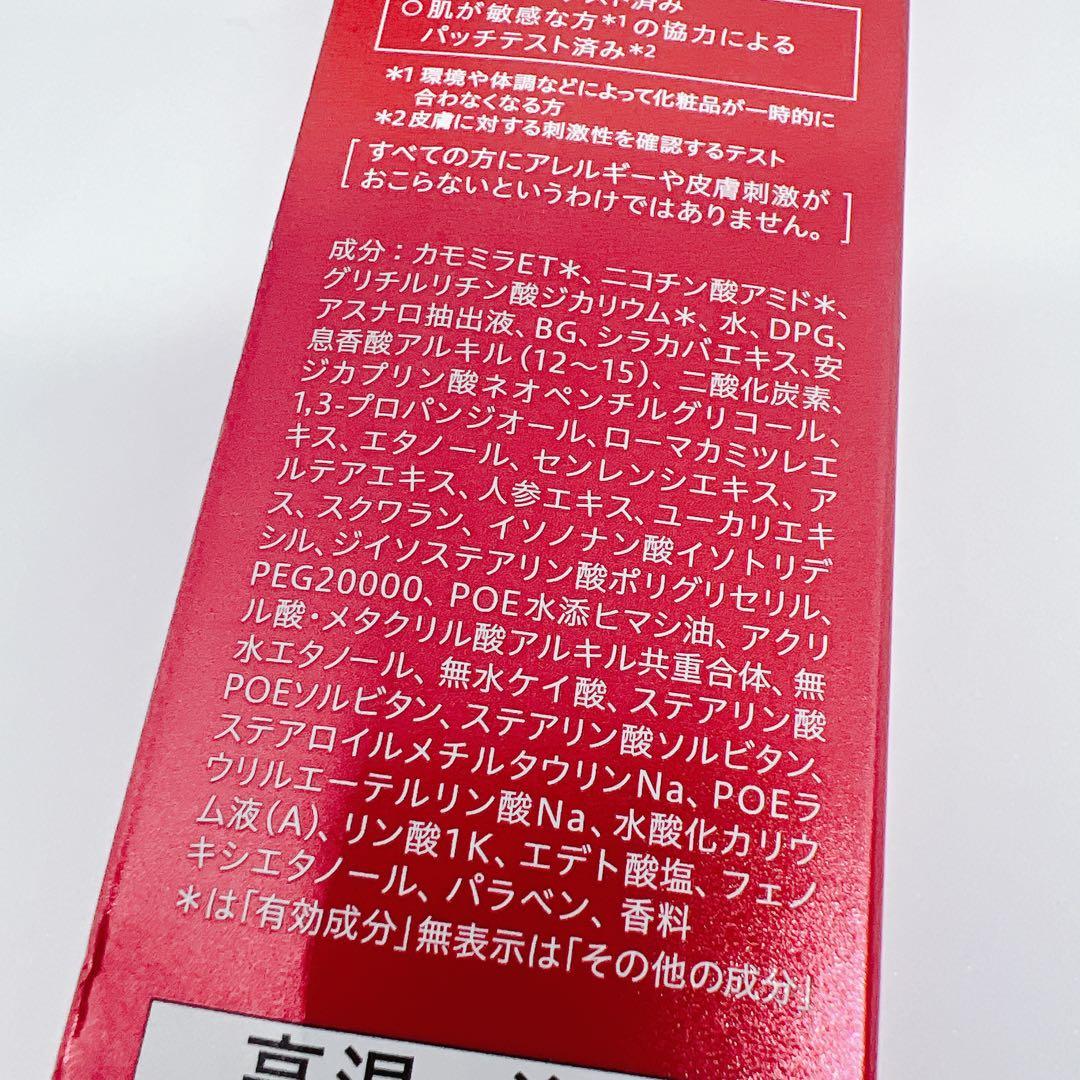 スト済み
○肌が敏感な方＊1の協力による
パッチテスト済み＊2
＊1 環境や体調などによって化粧品が一時的に
合わなくなる方
＊2 皮膚に対する刺激性を確認するテスト
[すべての方にアレルギーや皮膚刺激が
おこらないというわけではありません。]
成分：カモミラET＊、ニコチン酸アミド＊、
グリチルリチン酸ジカリウム＊、水、DPG、
アスナロ抽出液、BG、シラカバエキス、安
息香酸アルキル(12～15)、二酸化炭素、
ジカプリン酸ネオペンチルグリコール、
1,3-プロパンジオール、ローマカミツレエ
キス、エタノール、センレンシエキス、ア
ルテアエキス、人参エキス、ユーカリエキ
ス、スクワラン、イソノナン酸イソトリデ
シル、ジイソステアリン酸ポリグリセリル、
PEG20000、POE水添ヒマシ油、アクリ
ル酸・メタクリル酸アルキル共重合体、無
水エタノール、無水ケイ酸、ステアリン酸
POEソルビタン、ステアリン酸ソルビタン、
ステアロイルメチルタウリンNa、POEラ
ウリルエーテルリン酸Na、水酸化カリウ
ム液(A)、リン酸1K、エデト酸塩、フェノ
キシエタノール、パラベン、香料
＊は｢有効成分｣無表示は｢その他の成分｣
高温